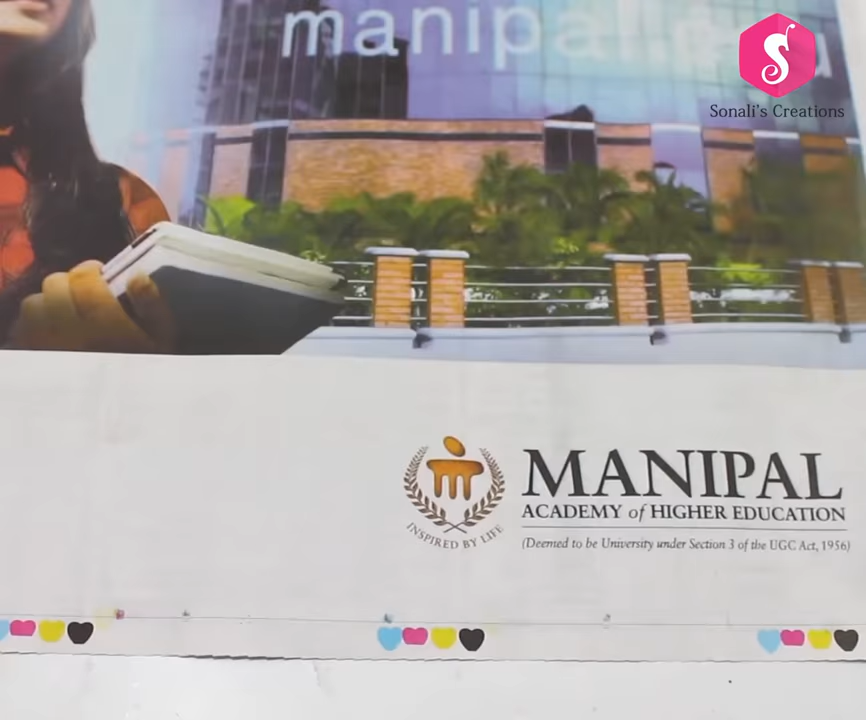 manipal
Sonali's Creations
INSPIRED BY LIFE
MANIPAL
ACADEMY of HIGHER EDUCATION
(Deemed to be University under Section 3 of the UGC Act, 1956)